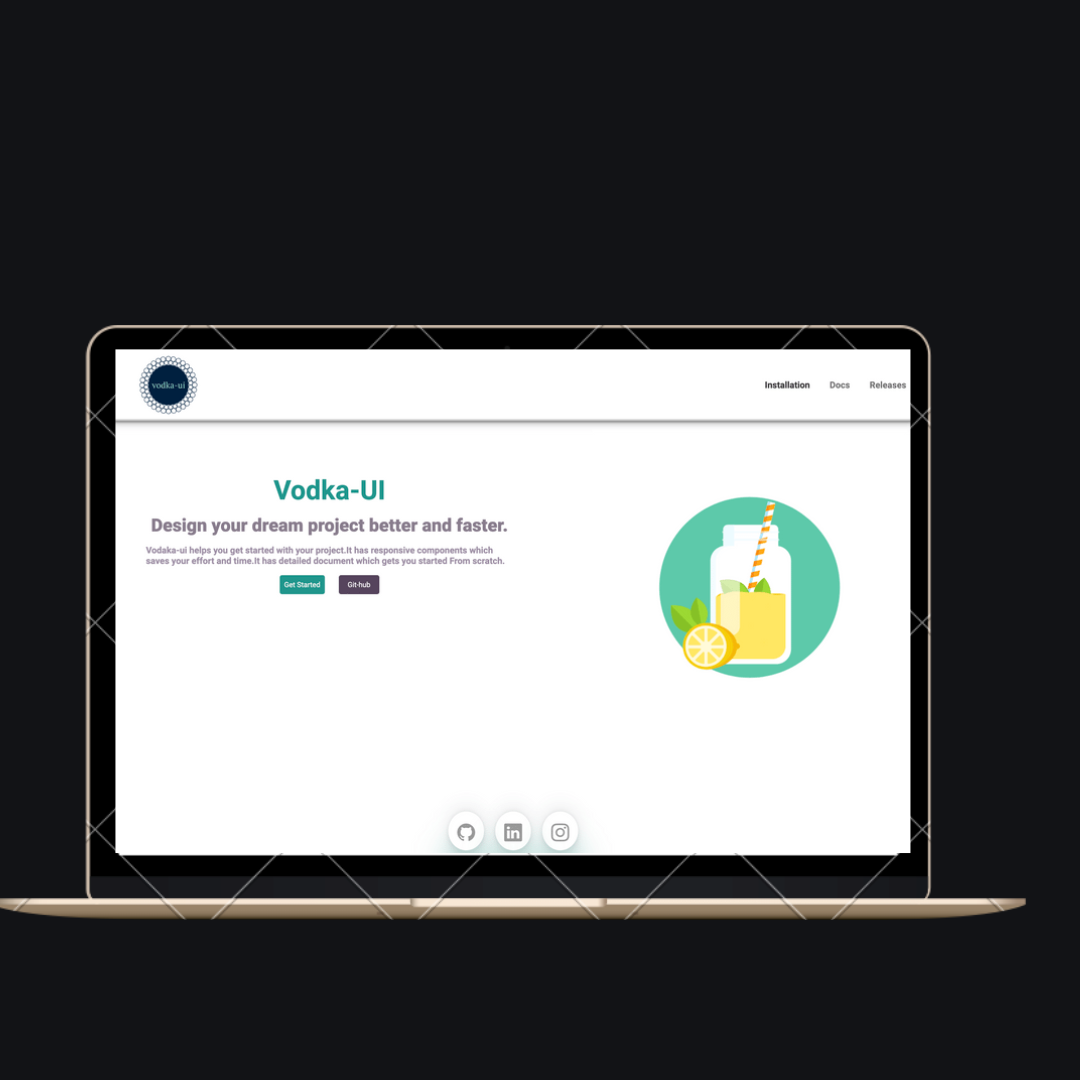 vodka-ui
Installation Docs Releases
Vodka-UI
Design your dream project better and faster.
Vodaka-ui helps you get started with your project.It has responsive components which
saves your effort and time.It has detailed document which gets you started From scratch.
Get Started Git-hub
in